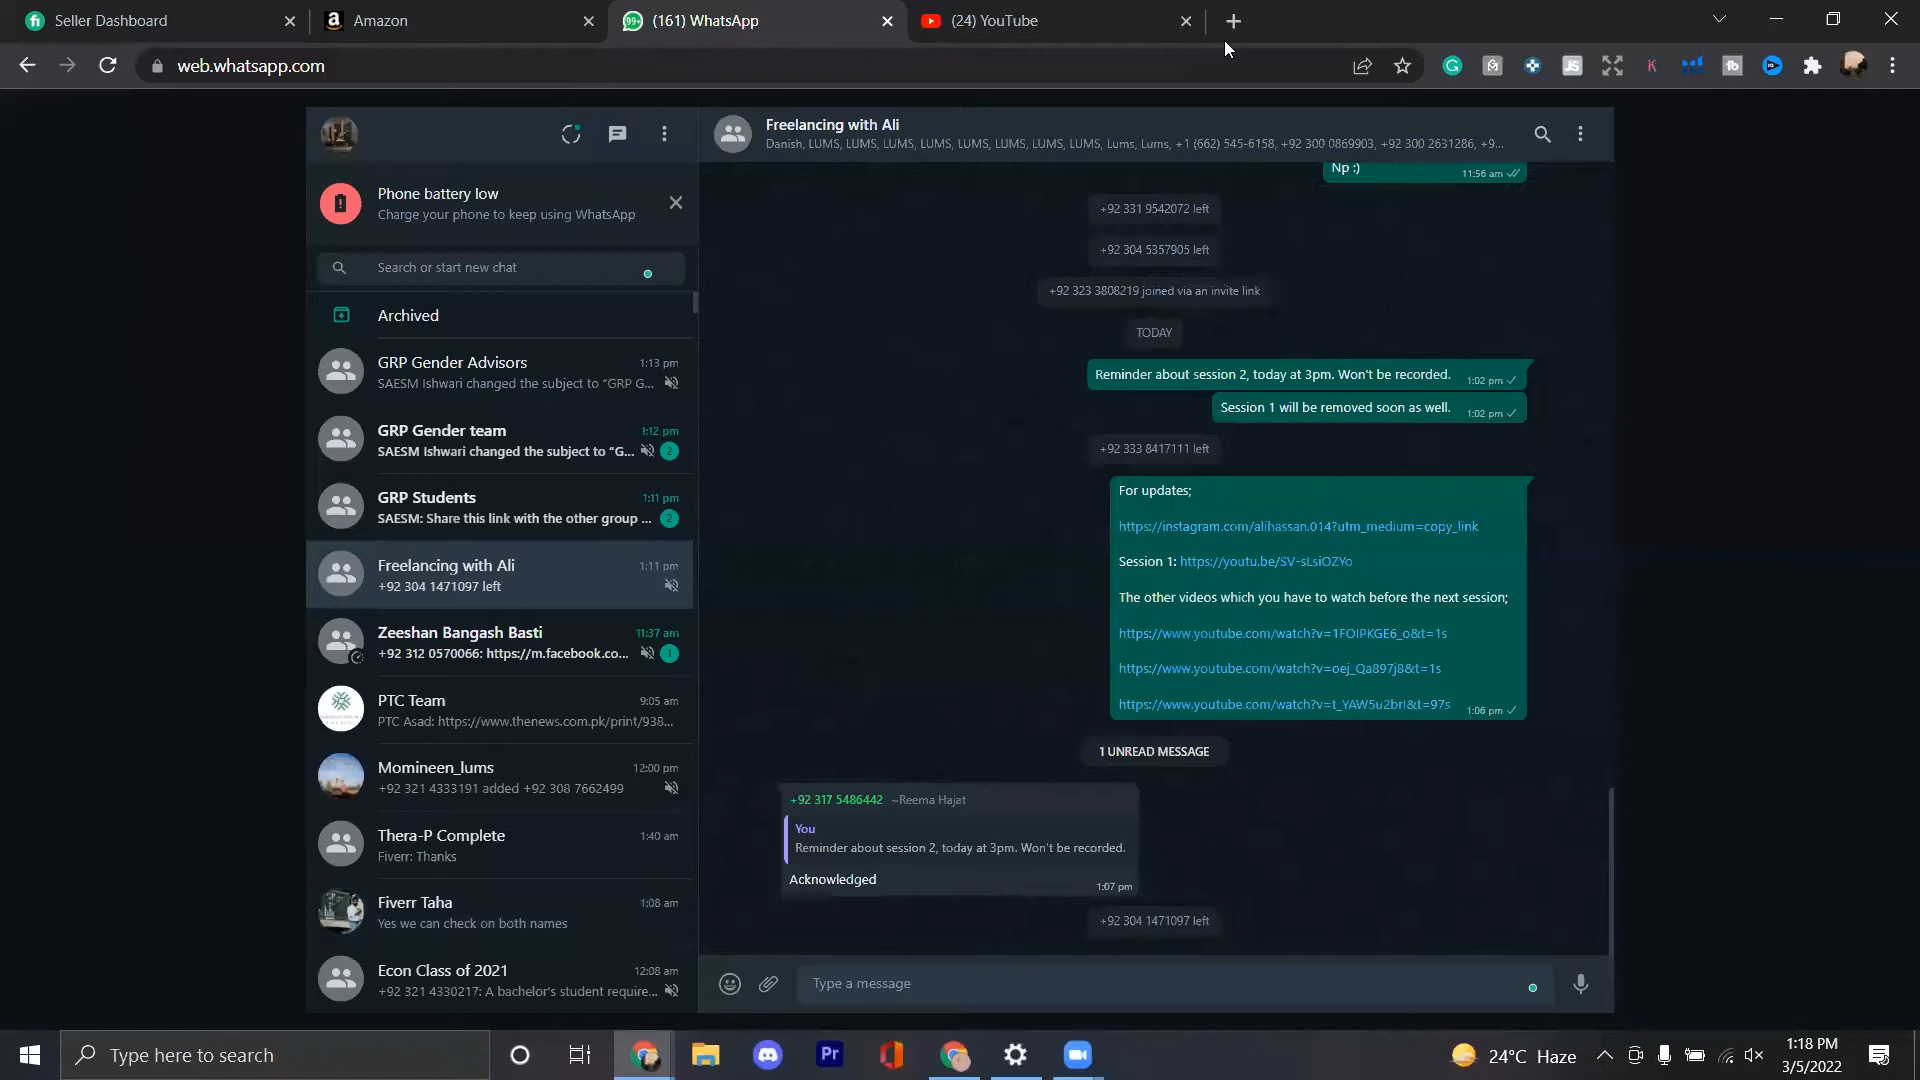 Seller Dashboard
Amazon
(161) WhatsApp
(24) YouTube
web.whatsapp.com
Phone battery low
Charge your phone to keep using WhatsApp
Search or start new chat
Archived
GRP Gender Advisors 1:13 pm
SAESM Ishwari changed the subject to “GRP G...
GRP Gender team 1:12 pm
SAESM Ishwari changed the subject to “G... 2
GRP Students 1:11 pm
SAESM: Share this link with the other group ... 2
Freelancing with Ali 1:11 pm
+92 304 1471097 left
Zeeshan Bangash Basti 11:37 am
+92 312 0570066: https://m.facebook.co... 1
PTC Team 9:05 am
PTC Asad: https://www.thenews.com.pk/print/938...
Momineen_lums 12:00 pm
+92 321 4333191 added +92 308 7662499
Thera-P Complete 1:40 am
Fiverr: Thanks
Fiverr Taha 1:08 am
Yes we can check on both names
Econ Class of 2021 12:08 am
+92 321 4330217: A bachelor's student require...
Freelancing with Ali
Danish, LUMS, LUMS, LUMS, LUMS, LUMS, LUMS, LUMS, LUMS, Lums, Lums, +1 (662) 545-6158, +92 300 0869903, +92 300 2631286, +9...
Np :) 11:56 am
+92 331 9542072 left
+92 304 5357905 left
+92 323 3808219 joined via an invite link
TODAY
Reminder about session 2, today at 3pm. Won't be recorded. 1:02 pm
Session 1 will be removed soon as well. 1:02 pm
+92 333 8417111 left
For updates;
https://instagram.com/alihassan.014?utm_medium=copy_link
Session 1: https://youtu.be/SV-sLsiOZYo
The other videos which you have to watch before the next session;
https://www.youtube.com/watch?v=1FOIPKGE6_o&t=1s
https://www.youtube.com/watch?v=oej_Qa897j8&t=1s
https://www.youtube.com/watch?v=t_YAW5u2brI&t=97s 1:06 pm
1 UNREAD MESSAGE
+92 317 5486442 ~Reema Hajat
You
Reminder about session 2, today at 3pm. Won't be recorded.
Acknowledged 1:07 pm
+92 304 1471097 left
Type a message
Type here to search
24°C Haze
1:18 PM
3/5/2022